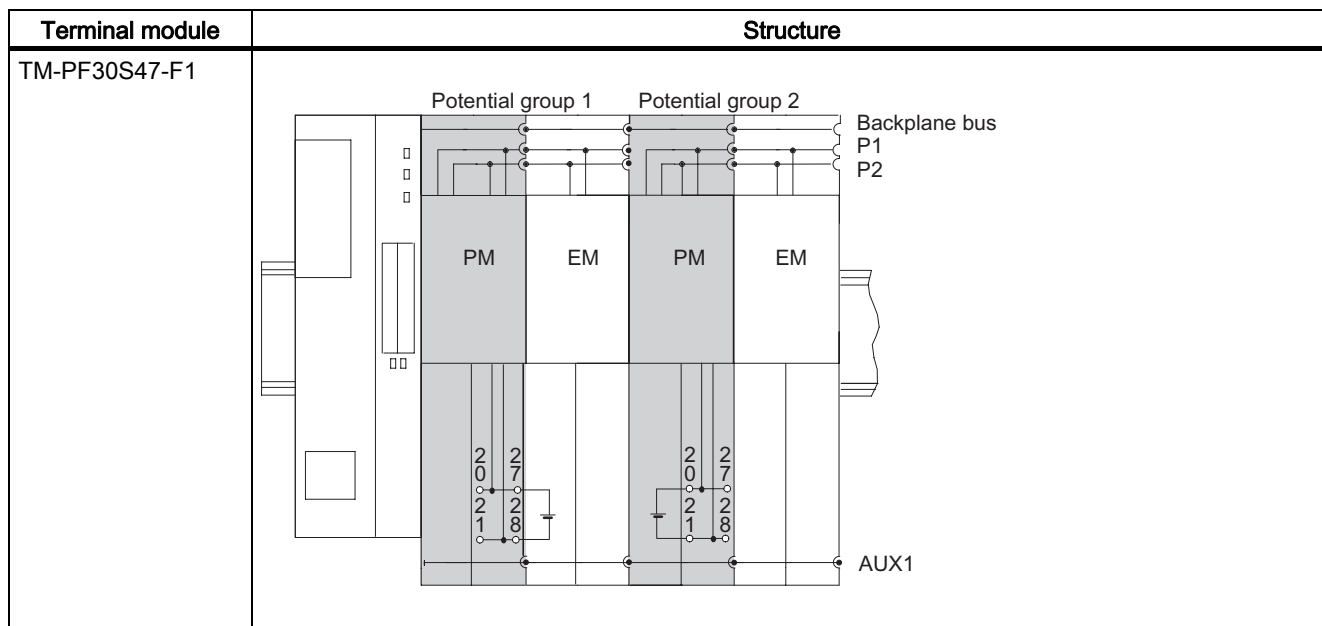 Terminal module Structure
TM-PF30S47-F1
Potential group 1 Potential group 2
Backplane bus
P1
P2
PM EM PM EM
20 27 20 27
21 28 21 28
AUX1